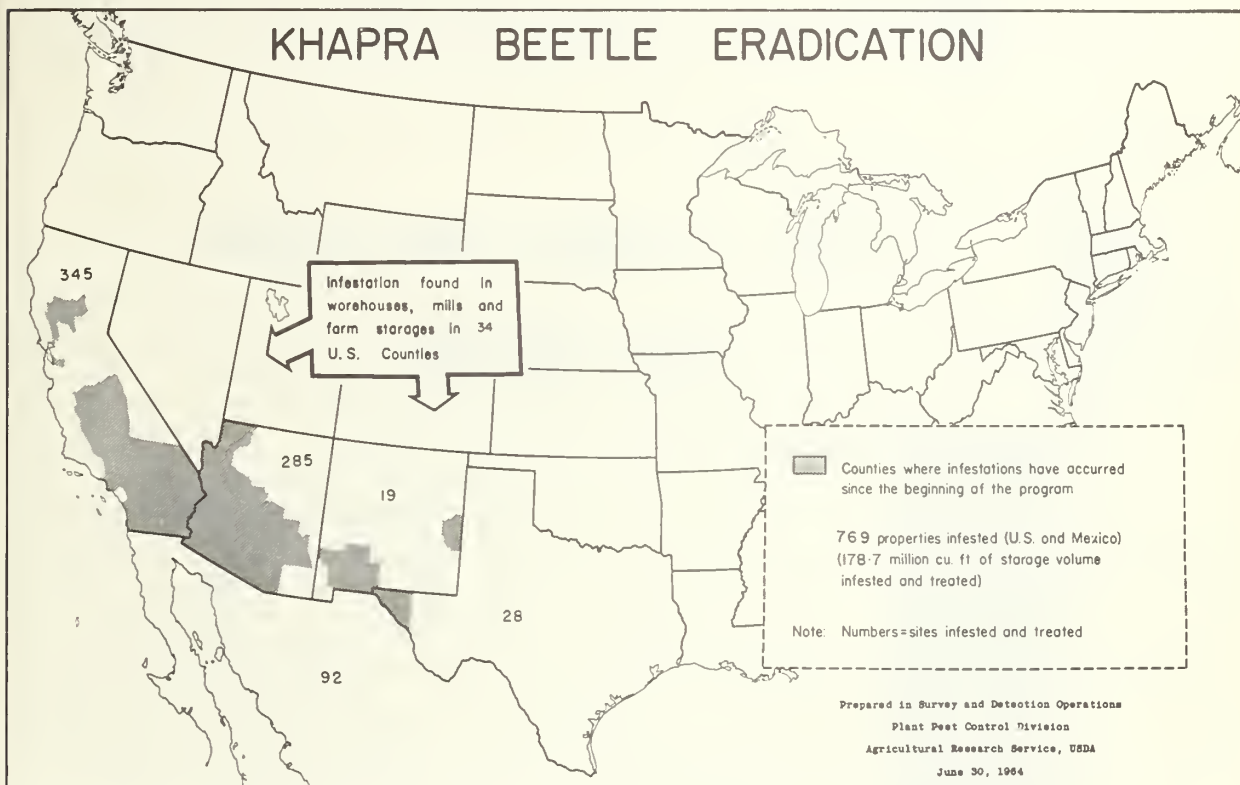 KHAPRA BEETLE ERADICATION
345
Infestation found in
worehouses, mills and
farm storages in 34
U.S. Counties
285
19
28
92
Counties where infestations have accurred
since the beginning of the program
769 properties infested (U.S. and Mexico)
(178.7 million cu. ft of storage volume
infested and treated)
Note: Numbers=sites infested and treated
Prepared in Survey and Detection Operations
Plant Pest Control Division
Agricultural Research Service, USDA
June 30, 1964